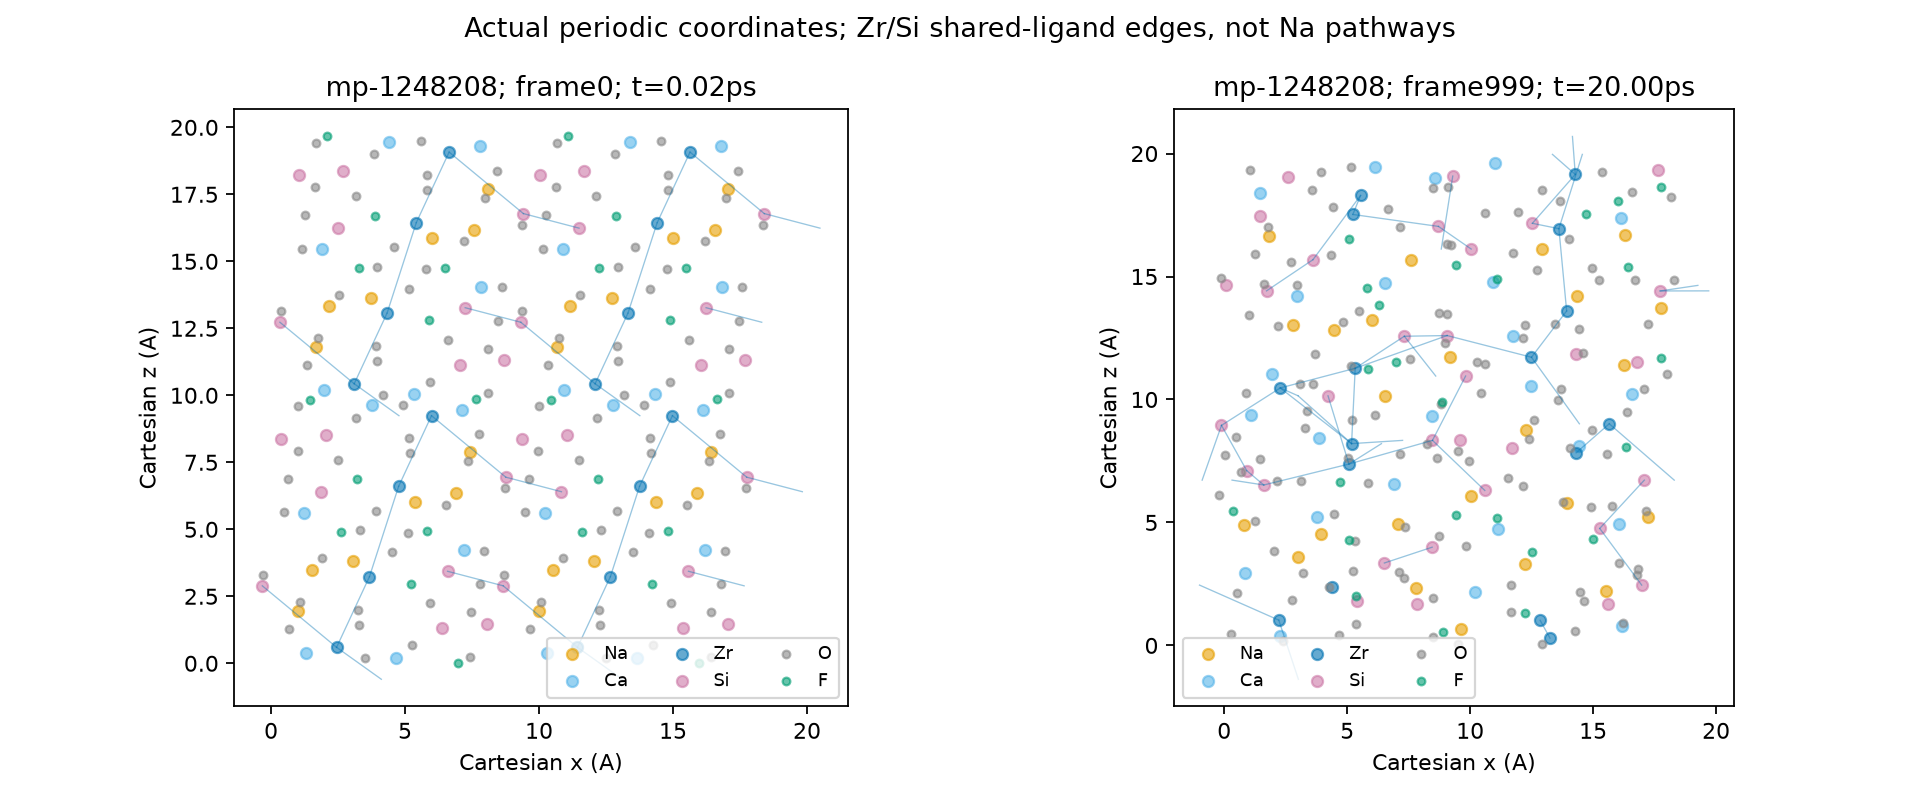 Actual periodic coordinates; Zr/Si shared-ligand edges, not Na pathways
mp-1248208; frame0; t=0.02ps
20.0
17.5
15.0
12.5
10.0
7.5
5.0
2.5
0.0
Cartesian z (A)
0
5
10
15
20
Cartesian x (A)
Na
Zr
O
Ca
Si
F
mp-1248208; frame999; t=20.00ps
20
15
10
5
0
Cartesian z (A)
0
5
10
15
20
Cartesian x (A)
Na
Zr
O
Ca
Si
F